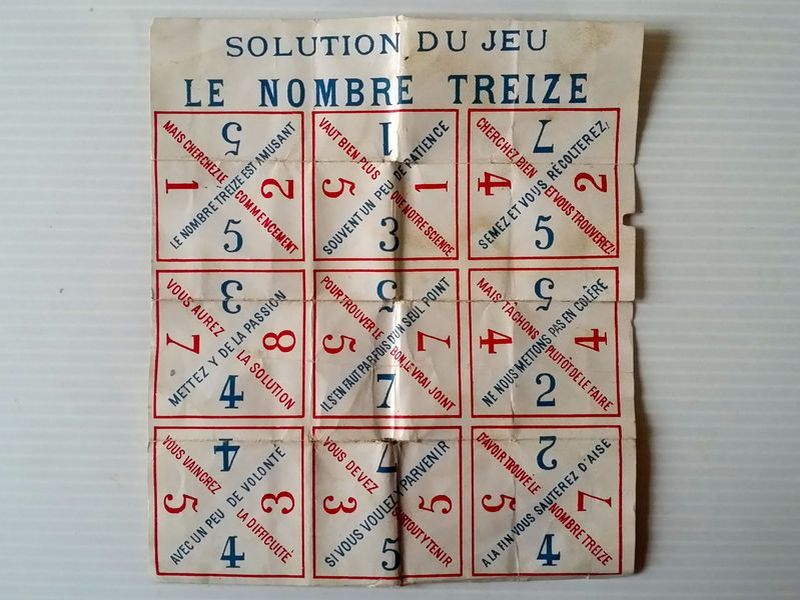 SOLUTION DU JEU
LE NOMBRE TREIZE
5
LE NOMBRE TREIZE EST AMUSANT
MAIS CHERCHEZ LE COMMENCEMENT
1
2
5
1
SOUVENT UN PEU DE PATIENCE
VAUT BIEN PLUS QUE NOTRE SCIENCE
5
1
3
7
SEMEZ ET VOUS RÉCOLTEREZ!
CHERCHEZ BIEN ET VOUS TROUVEREZ!
4
2
5
3
METTEZ Y DE LA PASSION
VOUS AUREZ LA SOLUTION
7
8
4
5
ILS'EN FAUT PARFOIS D'UN SEUL POINT
POUR TROUVER LE BON, LE VRAI JOINT
5
7
7
5
NE NOUS METTONS PAS EN COLÈRE
MAIS TÂCHONS PLUTÔT DE LE FAIRE
4
4
2
4
AVEC UN PEU DE VOLONTÉ
VOUS VAINCREZ LA DIFFICULTÉ
5
3
4
7
SI VOUS VOULEZ Y PARVENIR
VOUS DEVEZ SURTOUT Y TENIR
3
5
5
2
A LA FIN VOUS SAUTEREZ D'AISE
D'AVOIR TROUVÉ LE NOMBRE TREIZE
5
7
4